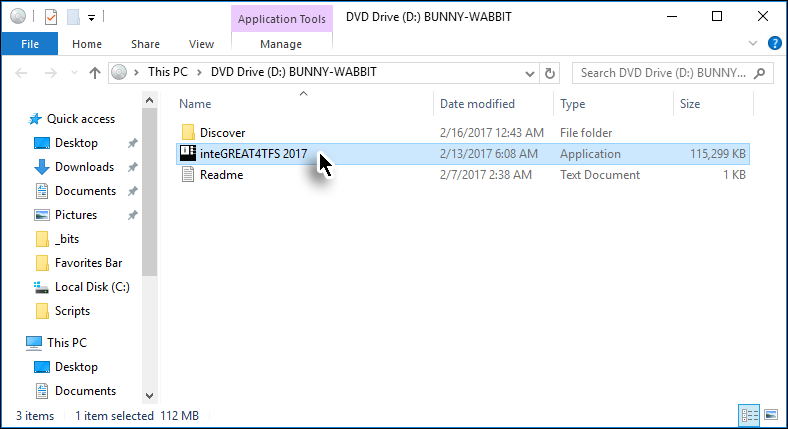 Application Tools
DVD Drive (D:) BUNNY-WABBIT
File
Home
Share
View
Manage
This PC
DVD Drive (D:) BUNNY-WABBIT
Search DVD Drive (D:) BUNNY...
Name
Date modified
Type
Size
Quick access
Desktop
Downloads
Documents
Pictures
_bits
Favorites Bar
Local Disk (C:)
Scripts
This PC
Desktop
Documents
Discover 2/16/2017 12:43 AM File folder
inteGREAT4TFS 2017 2/13/2017 6:08 AM Application 115,299 KB
Readme 2/7/2017 2:38 AM Text Document 1 KB
3 items 1 item selected 112 MB